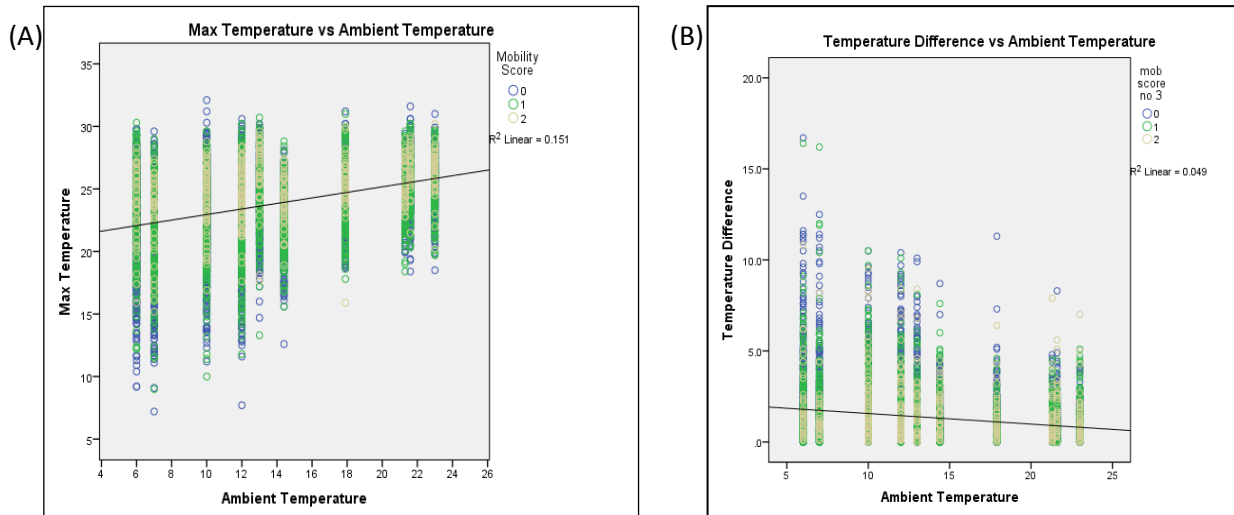 (A)
Max Temperature vs Ambient Temperature
Max Temperature
35
30
25
20
15
10
5
4 6 8 10 12 14 16 18 20 22 24 26
Ambient Temperature
Mobility
Score
0
1
2
R2 Linear = 0.151
(B)
Temperature Difference vs Ambient Temperature
Temperature Difference
20.0
15.0
10.0
5.0
.0
5 10 15 20 25
Ambient Temperature
mob
score
no 3
0
1
2
R2 Linear = 0.049